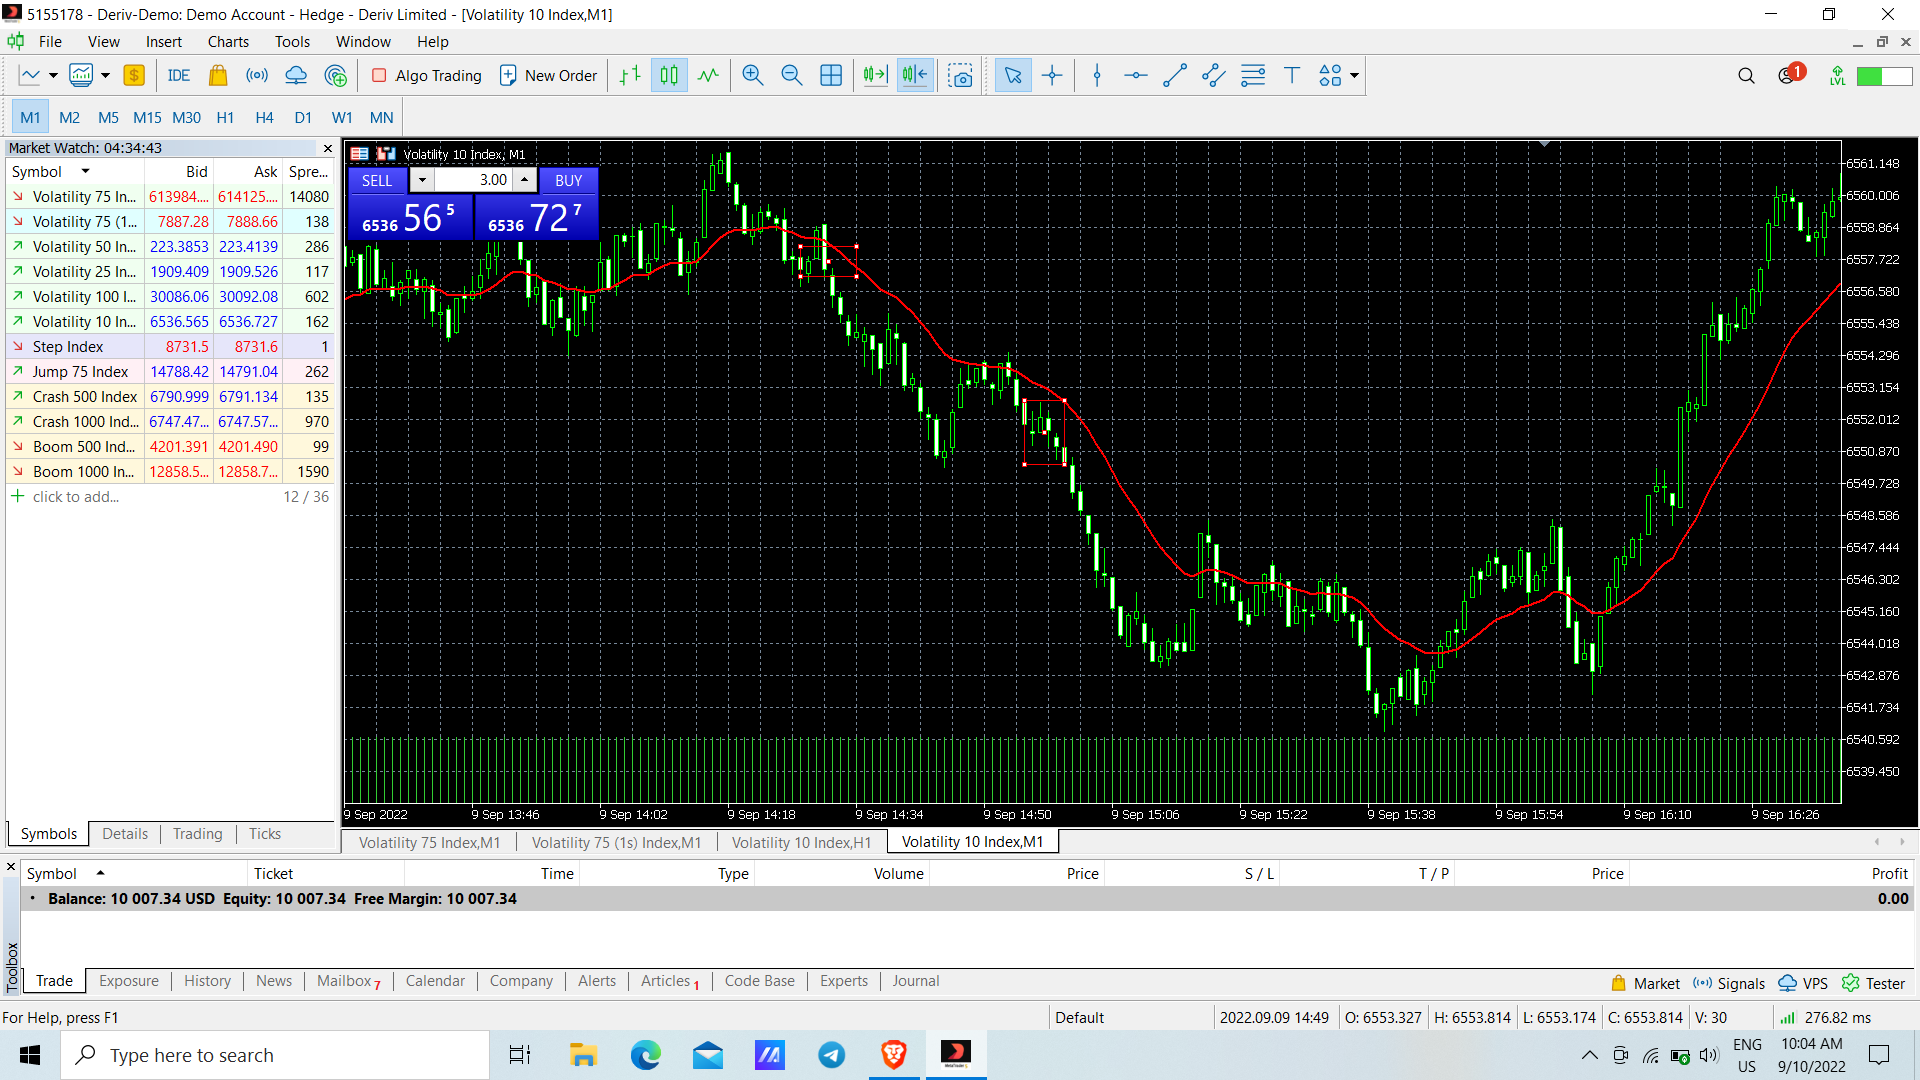 5155178 - Deriv-Demo: Demo Account - Hedge - Deriv Limited - [Volatility 10 Index,M1]
File View Insert Charts Tools Window Help
IDE Algo Trading New Order 1 LVL
M1 M2 M5 M15 M30 H1 H4 D1 W1 MN
Market Watch: 04:34:43
Symbol Bid Ask Spre...
Volatility 75 In... 613984.... 614125.... 14080
Volatility 75 (1... 7887.28 7888.66 138
Volatility 50 In... 223.3853 223.4139 286
Volatility 25 In... 1909.409 1909.526 117
Volatility 100 I... 30086.06 30092.08 602
Volatility 10 In... 6536.565 6536.727 162
Step Index 8731.5 8731.6 1
Jump 75 Index 14788.42 14791.04 262
Crash 500 Index 6790.999 6791.134 135
Crash 1000 Ind... 6747.47... 6747.57... 970
Boom 500 Ind... 4201.391 4201.490 99
Boom 1000 In... 12858.5... 12858.7... 1590
click to add... 12 / 36
Symbols Details Trading Ticks
Volatility 10 Index, M1
SELL 3.00 BUY
6536 56 5 6536 72 7
6561.148
6560.006
6558.864
6557.722
6556.580
6555.438
6554.296
6553.154
6552.012
6550.870
6549.728
6548.586
6547.444
6546.302
6545.160
6544.018
6542.876
6541.734
6540.592
6539.450
9 Sep 2022 9 Sep 13:46 9 Sep 14:02 9 Sep 14:18 9 Sep 14:34 9 Sep 14:50 9 Sep 15:06 9 Sep 15:22 9 Sep 15:38 9 Sep 15:54 9 Sep 16:10 9 Sep 16:26
Volatility 75 Index,M1 Volatility 75 (1s) Index,M1 Volatility 10 Index,H1 Volatility 10 Index,M1
Symbol Ticket Time Type Volume Price S / L T / P Price Profit
Balance: 10 007.34 USD Equity: 10 007.34 Free Margin: 10 007.34 0.00
Toolbox
Trade Exposure History News Mailbox 7 Calendar Company Alerts Articles 1 Code Base Experts Journal Market Signals VPS Tester
For Help, press F1 Default 2022.09.09 14:49 O: 6553.327 H: 6553.814 L: 6553.174 C: 6553.814 V: 30 276.82 ms
Type here to search ENG US 10:04 AM 9/10/2022